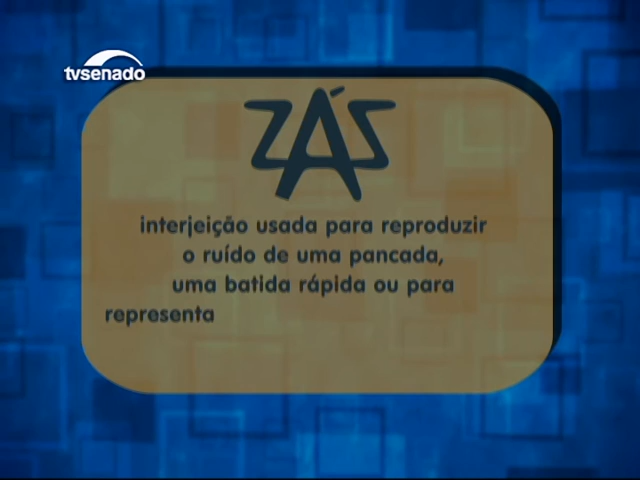 tvsenado
ZÁS
interjeição usada para reproduzir
o ruído de uma pancada,
uma batida rápida ou para
representa